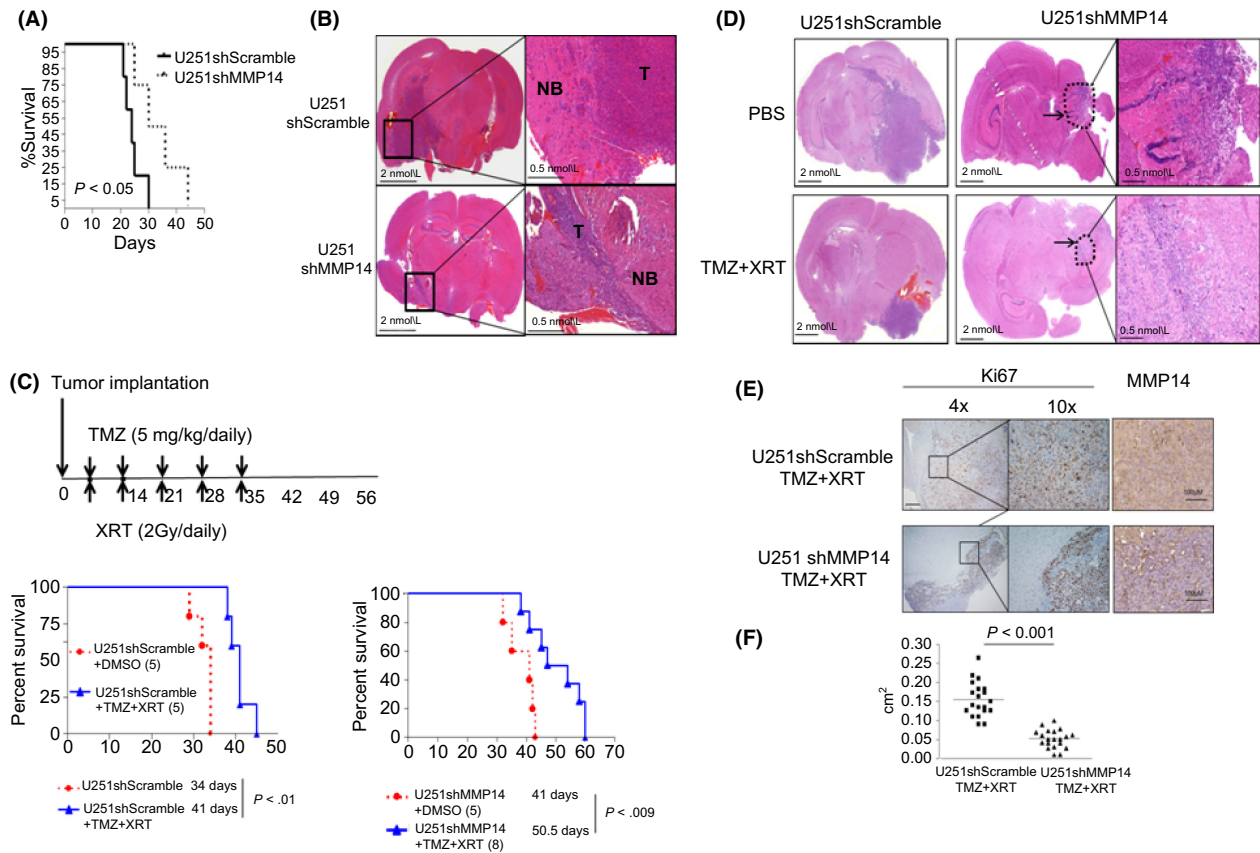 (A)
95
85
75
65
55
45
35
25
15
5
%Survival
U251shScramble
U251shMMP14
P < 0.05
0 10 20 30 40 50
Days
(B)
U251
shScramble
NB
T
2 nmol\L
0.5 nmol\L
U251
shMMP14
T
NB
2 nmol\L
0.5 nmol\L
(C)
Tumor implantation
TMZ (5 mg/kg/daily)
0 14 21 28 35 42 49 56
XRT (2Gy/daily)
Percent survival
100
75
50
25
0
U251shScramble
+DMSO (5)
U251shScramble
+TMZ+XRT (5)
0 10 20 30 40 50
U251shScramble 34 days
U251shScramble 41 days
+TMZ+XRT
P < .01
Percent survival
100
80
60
40
20
0
0 10 20 30 40 50 60 70
U251shMMP14 41 days
+DMSO (5)
U251shMMP14 50.5 days
+TMZ+XRT (8)
P < .009
(D)
U251shScramble
U251shMMP14
PBS
2 nmol\L
2 nmol\L
0.5 nmol\L
TMZ+XRT
2 nmol\L
2 nmol\L
0.5 nmol\L
(E)
Ki67
MMP14
4x
10x
U251shScramble
TMZ+XRT
100μM
U251 shMMP14
TMZ+XRT
100μM
(F)
P < 0.001
cm²
0.30
0.25
0.20
0.15
0.10
0.05
0.00
U251shScramble
TMZ+XRT
U251shMMP14
TMZ+XRT